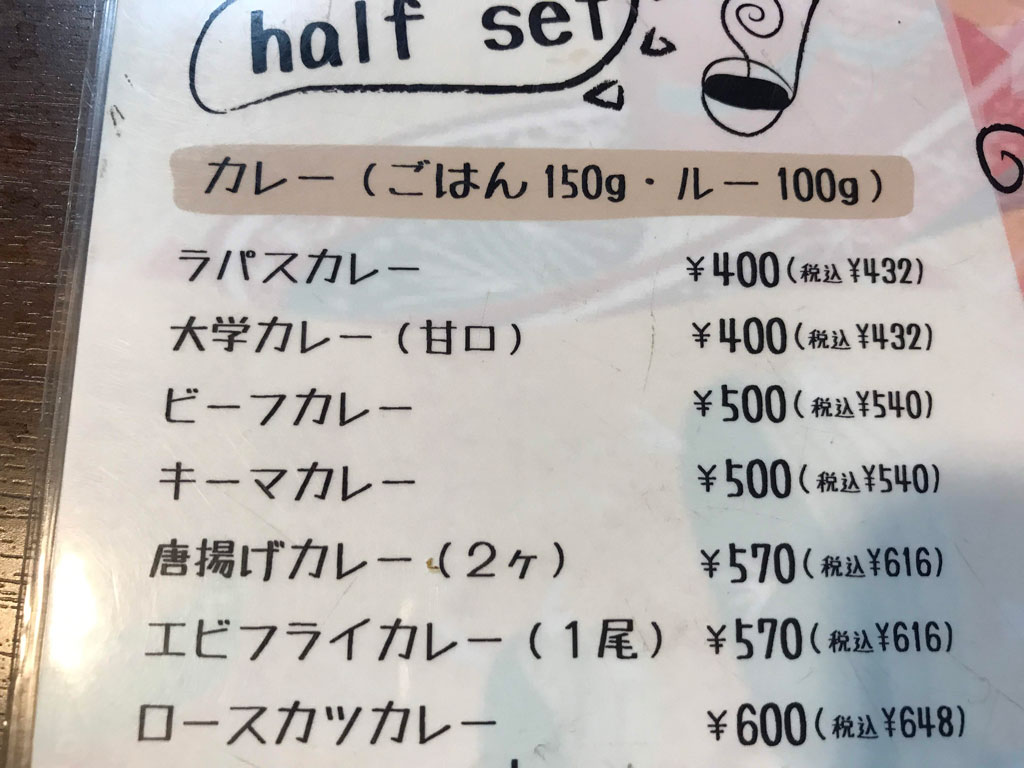 half set
カレー（ごはん 150g・ルー 100g）
ラパスカレー ¥400（税込¥432）
大学カレー（甘口） ¥400（税込¥432）
ビーフカレー ¥500（税込¥540）
キーマカレー ¥500（税込¥540）
唐揚げカレー（２ヶ） ¥570（税込¥616）
エビフライカレー（１尾） ¥570（税込¥616）
ロースカツカレー ¥600（税込¥648）